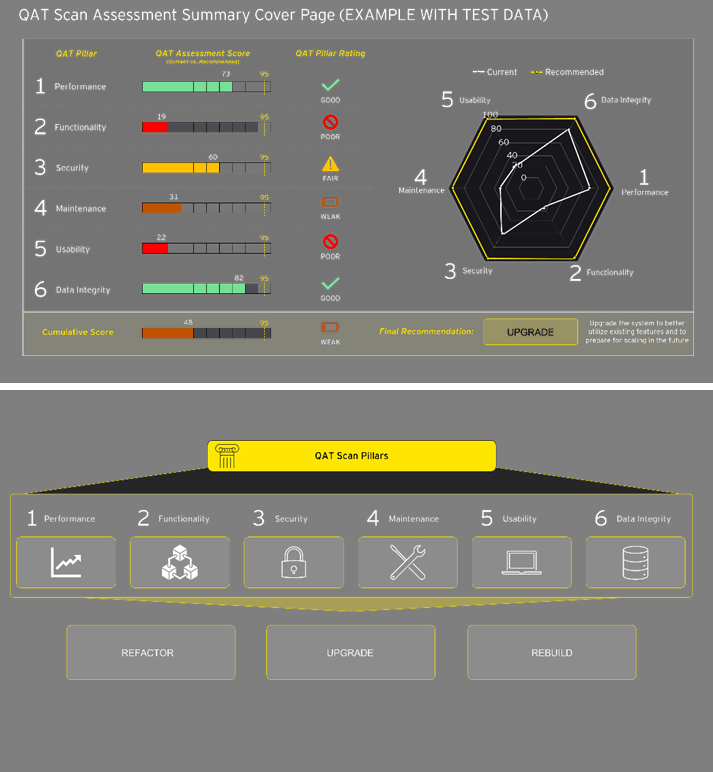 QAT Scan Assessment Summary Cover Page (EXAMPLE WITH TEST DATA)
QAT Pillar
QAT Assessment Score
(Current vs. Recommended)
QAT Pillar Rating
1 Performance
73
95
GOOD
2 Functionality
19
95
POOR
3 Security
60
95
FAIR
4 Maintenance
31
95
WEAK
5 Usability
22
95
POOR
6 Data Integrity
82
95
GOOD
Cumulative Score
48
95
WEAK
Current
Recommended
5 Usability
6 Data Integrity
100
80
60
40
20
0
4
Maintenance
1
Performance
3 Security
2 Functionality
Final Recommendation:
UPGRADE
Upgrade the system to better
utilize existing features and to
prepare for scaling in the future
QAT Scan Pillars
1 Performance
2 Functionality
3 Security
4 Maintenance
5 Usability
6 Data Integrity
REFACTOR
UPGRADE
REBUILD